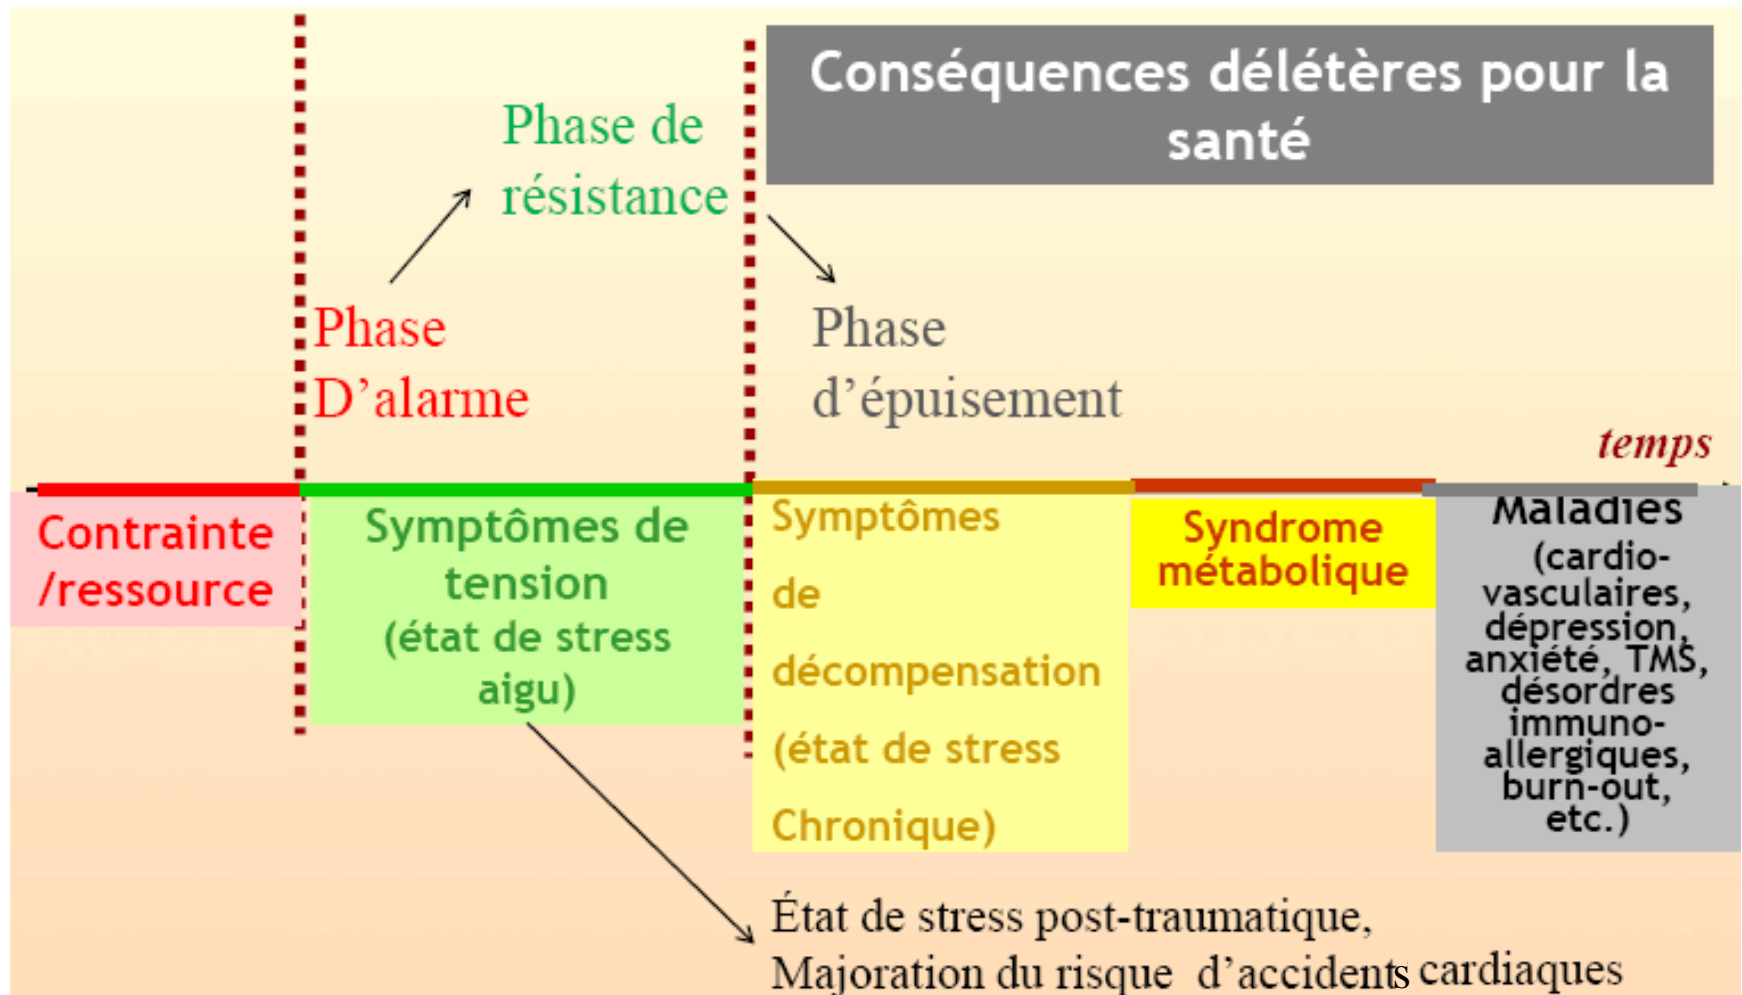 Conséquences délétères pour la
santé
Phase de
résistance
Phase
D’alarme
Phase
d’épuisement
temps
Contrainte
/ressource
Symptômes de
tension
(état de stress
aigu)
Symptômes
de
décompensation
(état de stress
Chronique)
Syndrome
métabolique
Maladies
(cardio-
vasculaires,
dépression,
anxiété, TMS,
désordres
immuno-
allergiques,
burn-out,
etc.)
État de stress post-traumatique,
Majoration du risque d’accidents cardiaques